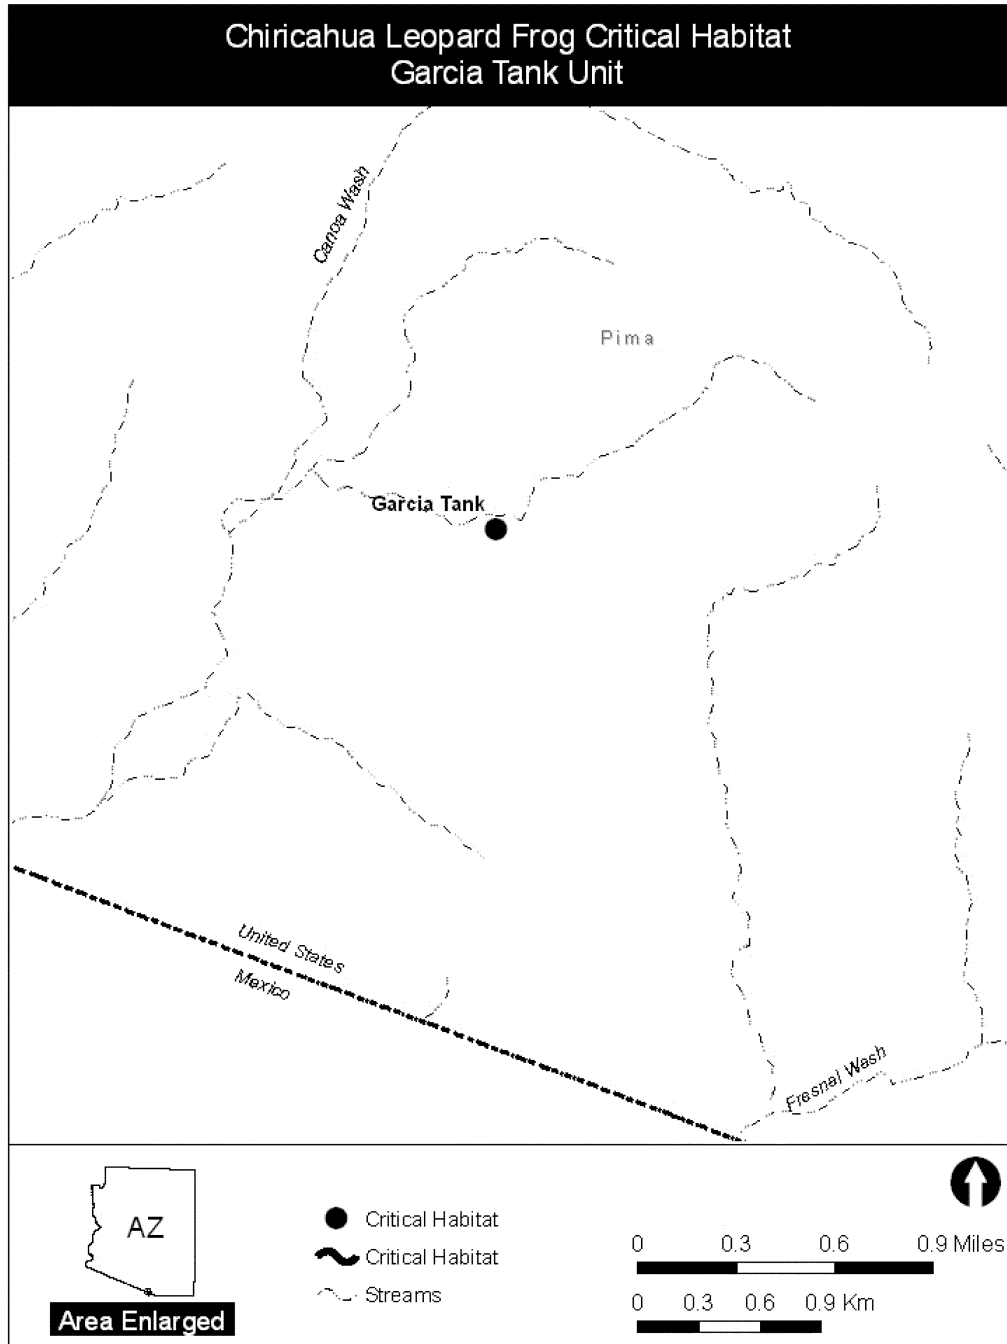 Chiricahua Leopard Frog Critical Habitat
Garcia Tank Unit
Canoa Wash
Pima
Garcia Tank
United States
Mexico
Fresnal Wash
AZ
Area Enlarged
Critical Habitat
Critical Habitat
Streams
0 0.3 0.6 0.9 Miles
0 0.3 0.6 0.9 Km